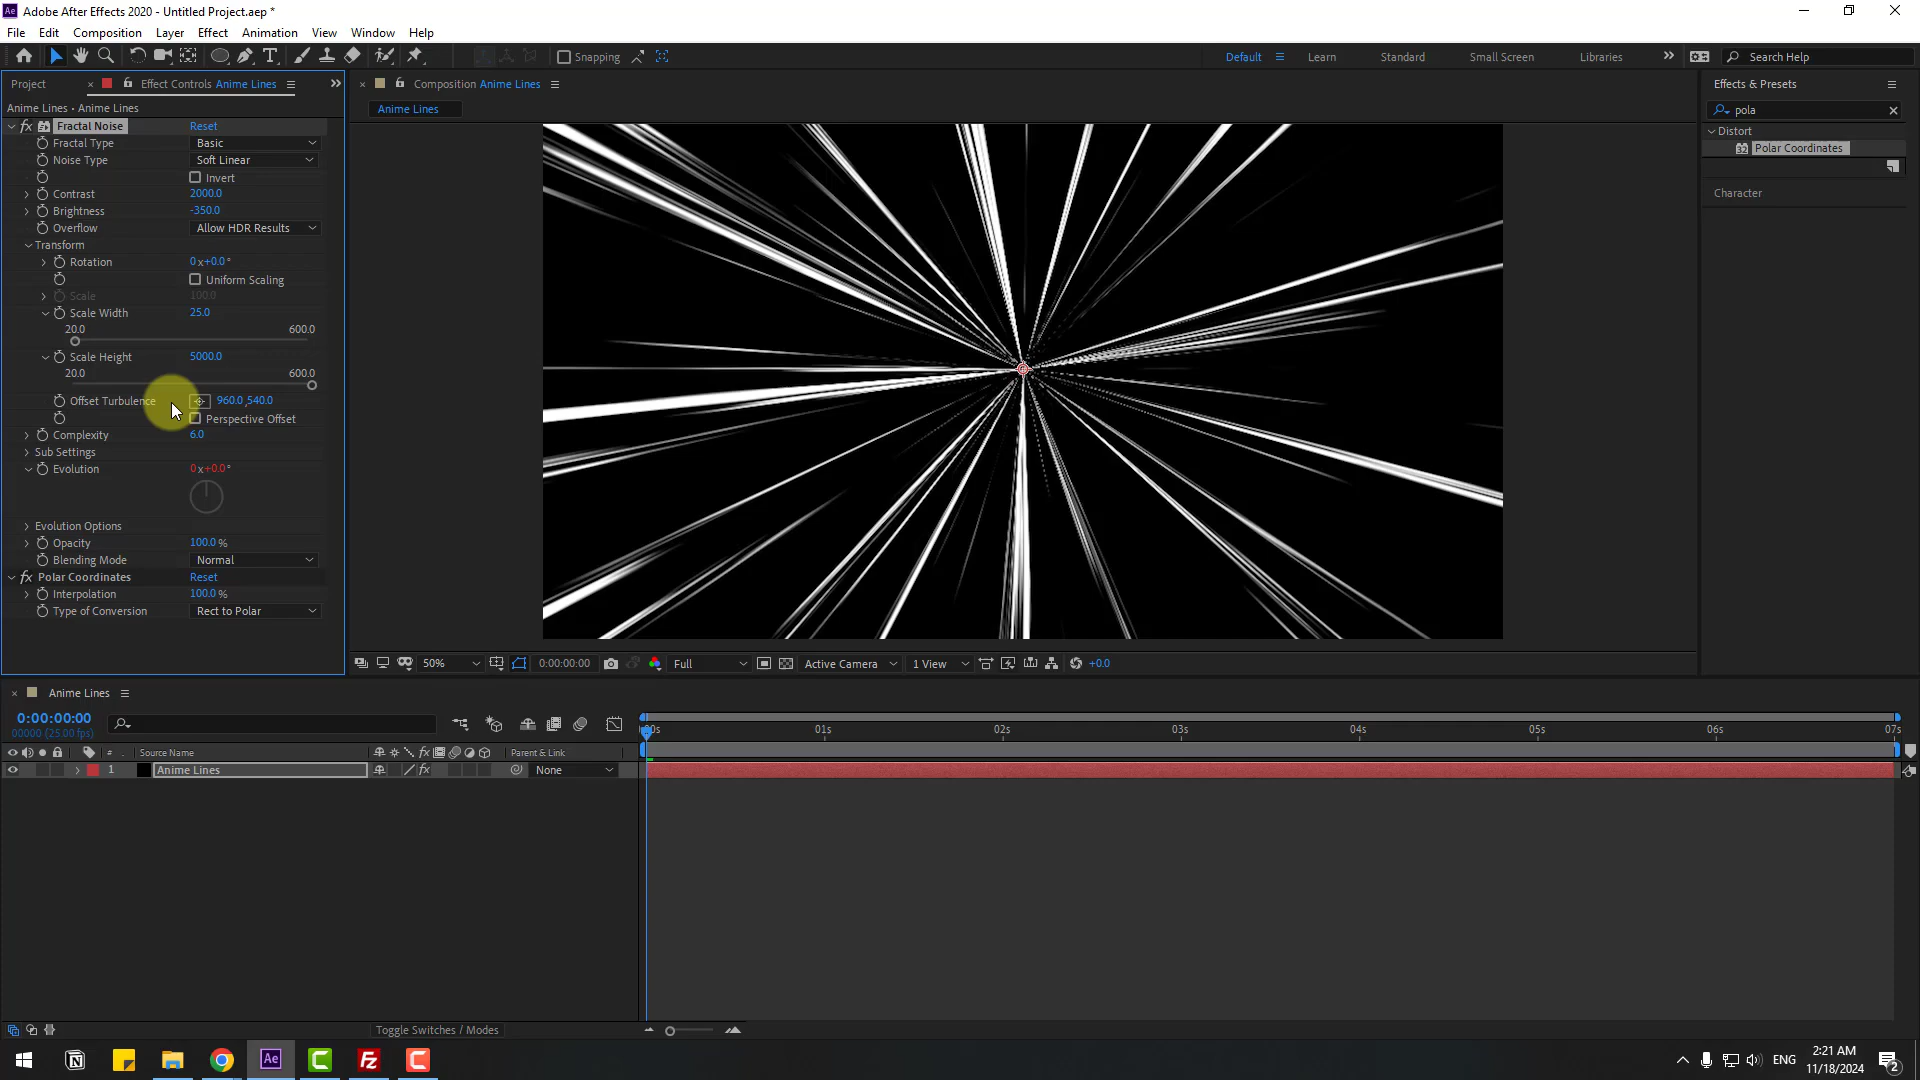 Adobe After Effects 2020 - Untitled Project.aep *
File Edit Composition Layer Effect Animation View Window Help
Snapping Default Learn Standard Small Screen Libraries Search Help
Project Effect Controls Anime Lines Composition Anime Lines Effects & Presets
Anime Lines • Anime Lines Anime Lines pola
Fractal Noise Reset Distort
Fractal Type Basic Polar Coordinates
Noise Type Soft Linear
Invert
Contrast 2000.0 Character
Brightness -350.0
Overflow Allow HDR Results
Transform
Rotation 0x+0.0°
Uniform Scaling
Scale 100.0
Scale Width 25.0
20.0 600.0
Scale Height 5000.0
20.0 600.0
Offset Turbulence 960.0,540.0
Perspective Offset
Complexity 6.0
Sub Settings
Evolution 0x+0.0°
Evolution Options
Opacity 100.0 %
Blending Mode Normal
Polar Coordinates Reset
Interpolation 100.0 %
Type of Conversion Rect to Polar
50% 0:00:00:00 Full Active Camera 1 View +0.0
Anime Lines
0:00:00:00
00000 (25.00 fps) 01s 02s 03s 04s 05s 06s 07s
# Source Name Parent & Link
1 Anime Lines None
Toggle Switches / Modes
ENG 2:21 AM
11/18/2024 2